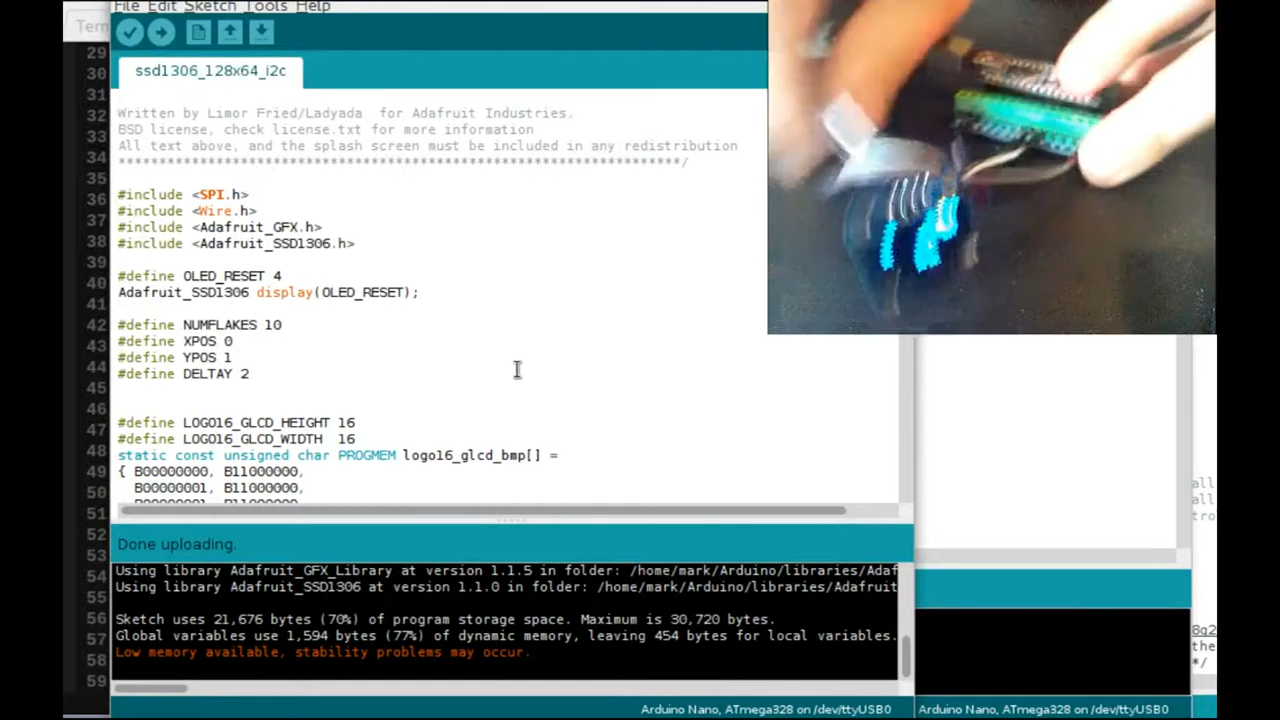 File Edit Sketch Tools Help
Term
ssd1306_128x64_i2c
Written by Limor Fried/Ladyada  for Adafruit Industries.
BSD license, check license.txt for more information
All text above, and the splash screen must be included in any redistribution
*********************************************************************/
#include <SPI.h>
#include <Wire.h>
#include <Adafruit_GFX.h>
#include <Adafruit_SSD1306.h>
#define OLED_RESET 4
Adafruit_SSD1306 display(OLED_RESET);
#define NUMFLAKES 10
#define XPOS 0
#define YPOS 1
#define DELTAY 2
#define LOGO16_GLCD_HEIGHT 16
#define LOGO16_GLCD_WIDTH  16
static const unsigned char PROGMEM logo16_glcd_bmp[] =
{ B00000000, B11000000,
B00000001, B11000000,
29
30
31
32
33
34
35
36
37
38
39
40
41
42
43
44
45
46
47
48
49
50
51
52
53
54
55
56
57
58
59
Done uploading.
Using library Adafruit_GFX_Library at version 1.1.5 in folder: /home/mark/Arduino/libraries/Adaf
Using library Adafruit_SSD1306 at version 1.1.0 in folder: /home/mark/Arduino/libraries/Adafruit
Sketch uses 21,676 bytes (70%) of program storage space. Maximum is 30,720 bytes.
Global variables use 1,594 bytes (77%) of dynamic memory, leaving 454 bytes for local variables.
Low memory available, stability problems may occur.
Arduino Nano, ATmega328 on /dev/ttyUSB0
all
all
tro
8g2
the
*/
Arduino Nano, ATmega328 on /dev/ttyUSB0